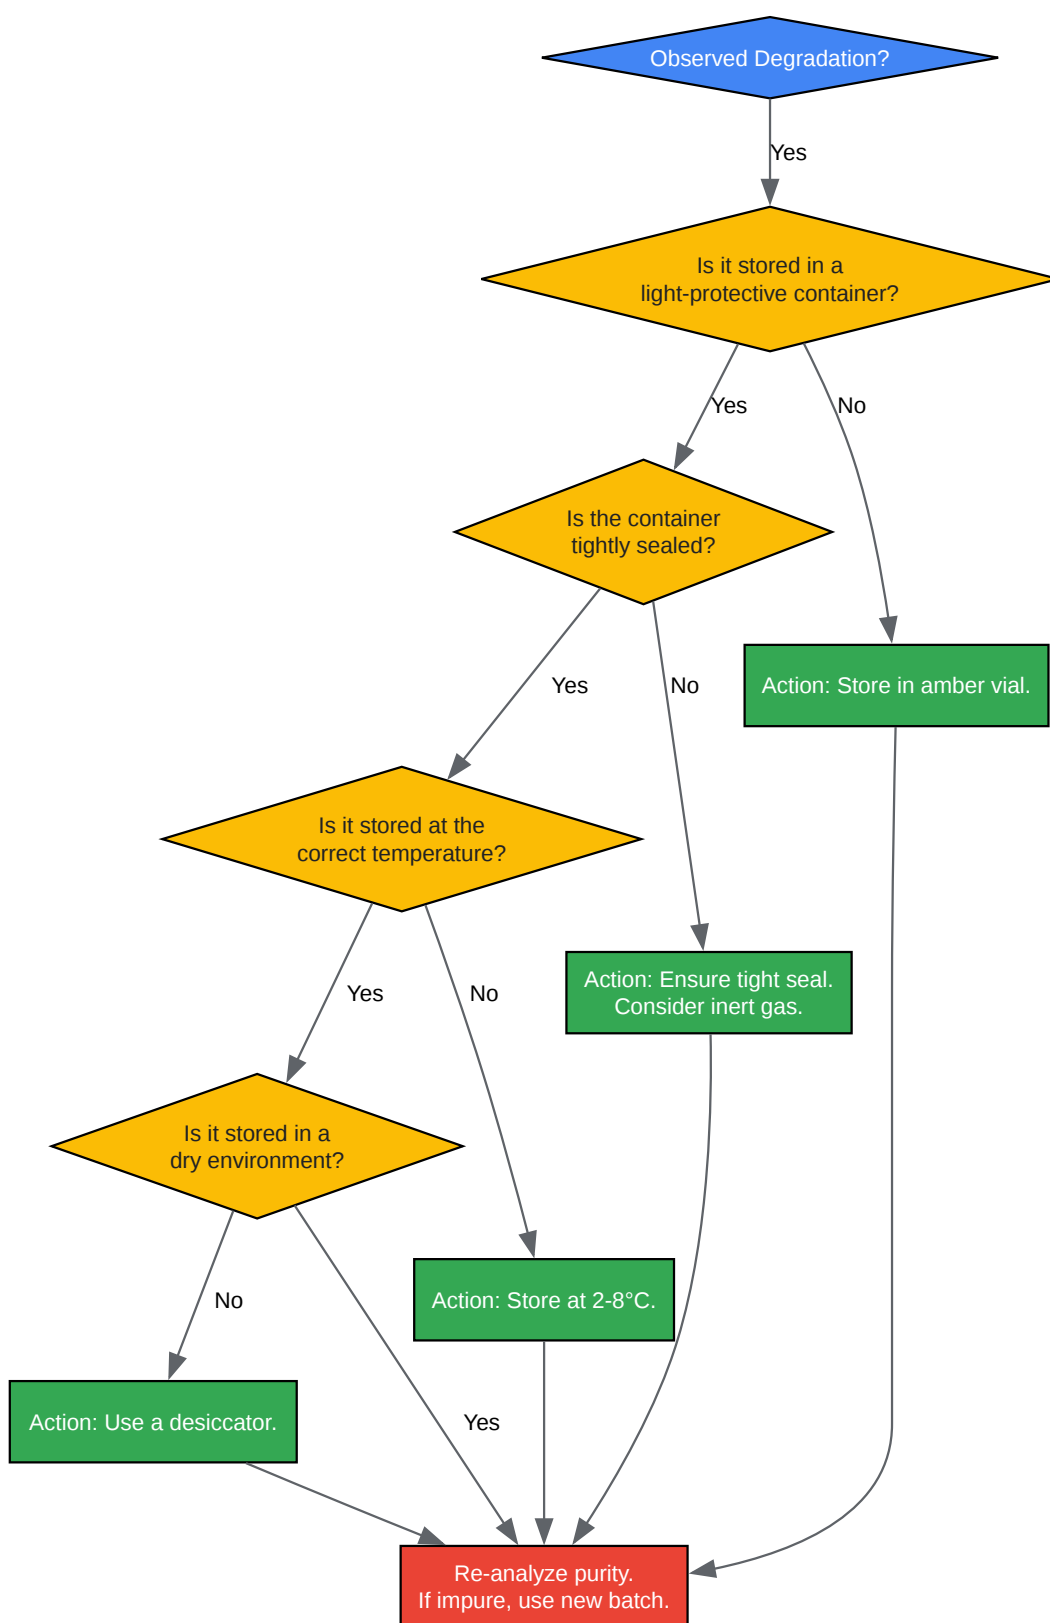 Observed Degradation?
Yes
Is it stored in a
light-protective container?
Yes
No
Is the container
tightly sealed?
Yes
No
Action: Store in amber vial.
Is it stored at the
correct temperature?
Yes
No
Action: Ensure tight seal.
Consider inert gas.
Is it stored in a
dry environment?
No
Yes
Action: Store at 2-8°C.
Action: Use a desiccator.
Re-analyze purity.
If impure, use new batch.